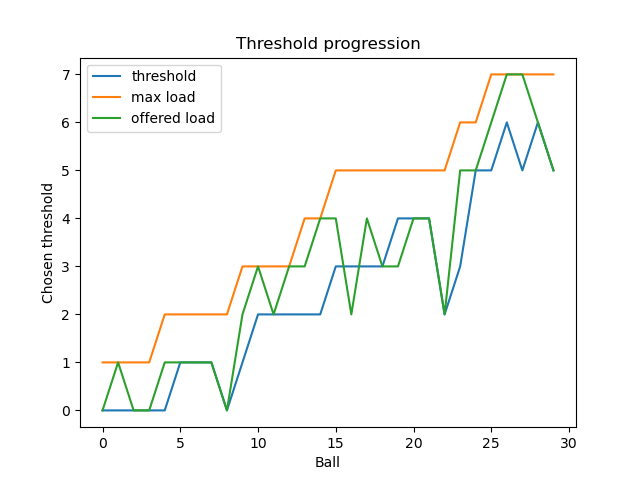 Threshold progression
threshold
max load
offered load
7
6
5
4
3
2
1
0
Chosen threshold
0 5 10 15 20 25 30
Ball